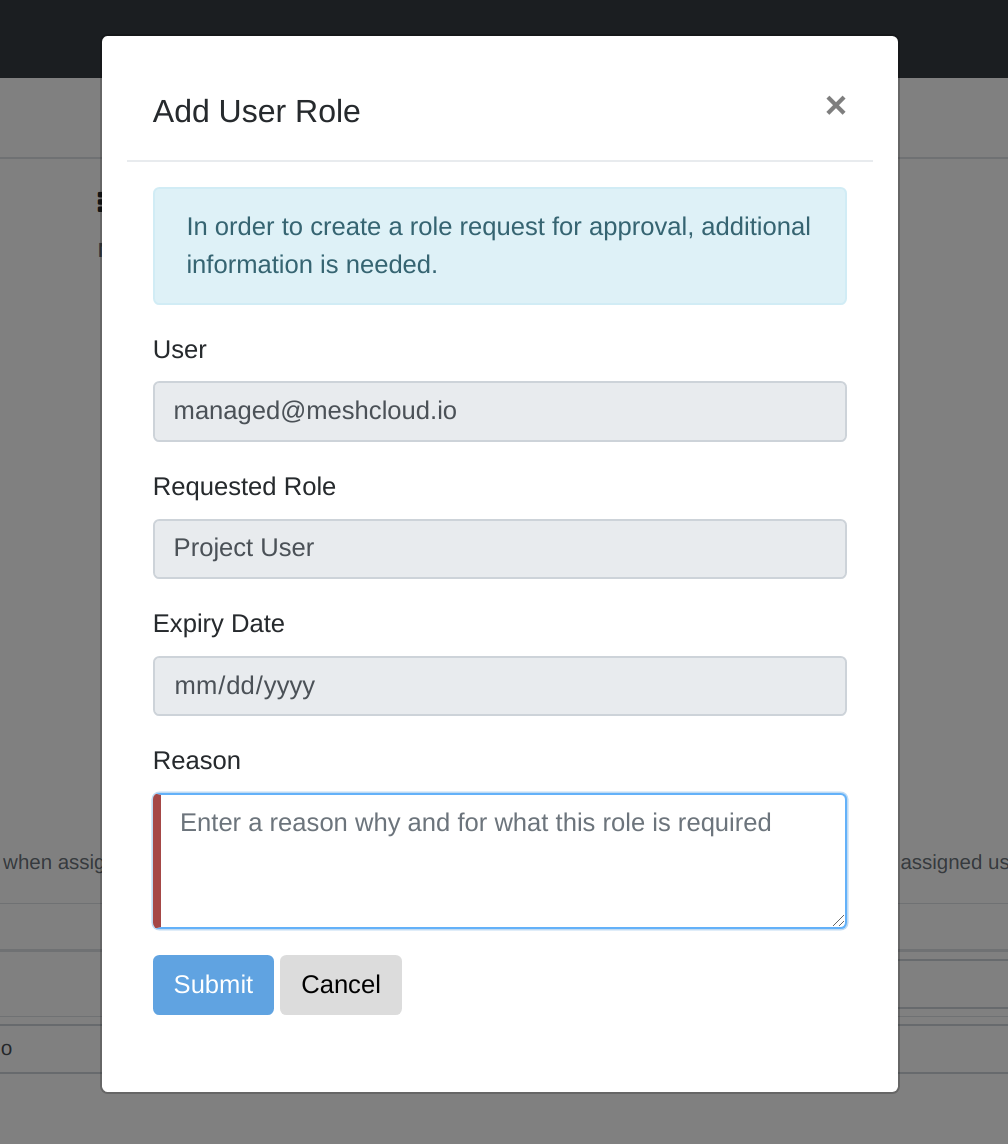 Add User Role
×
In order to create a role request for approval, additional
information is needed.
User
managed@meshcloud.io
Requested Role
Project User
Expiry Date
mm/dd/yyyy
Reason
Enter a reason why and for what this role is required
when
assigned
Submit Cancel
o